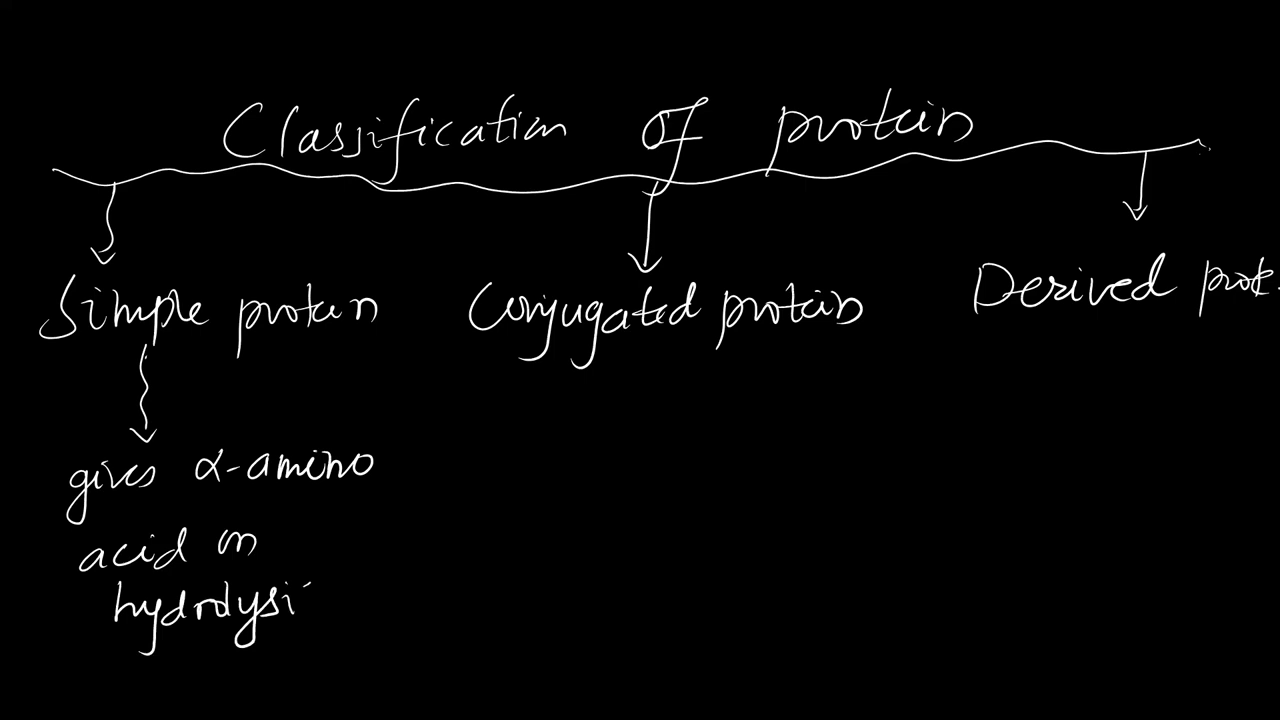 Classification of protein
Simple protein Conjugated protein Derived prot.
gives α-amino
acid on
hydrolysi